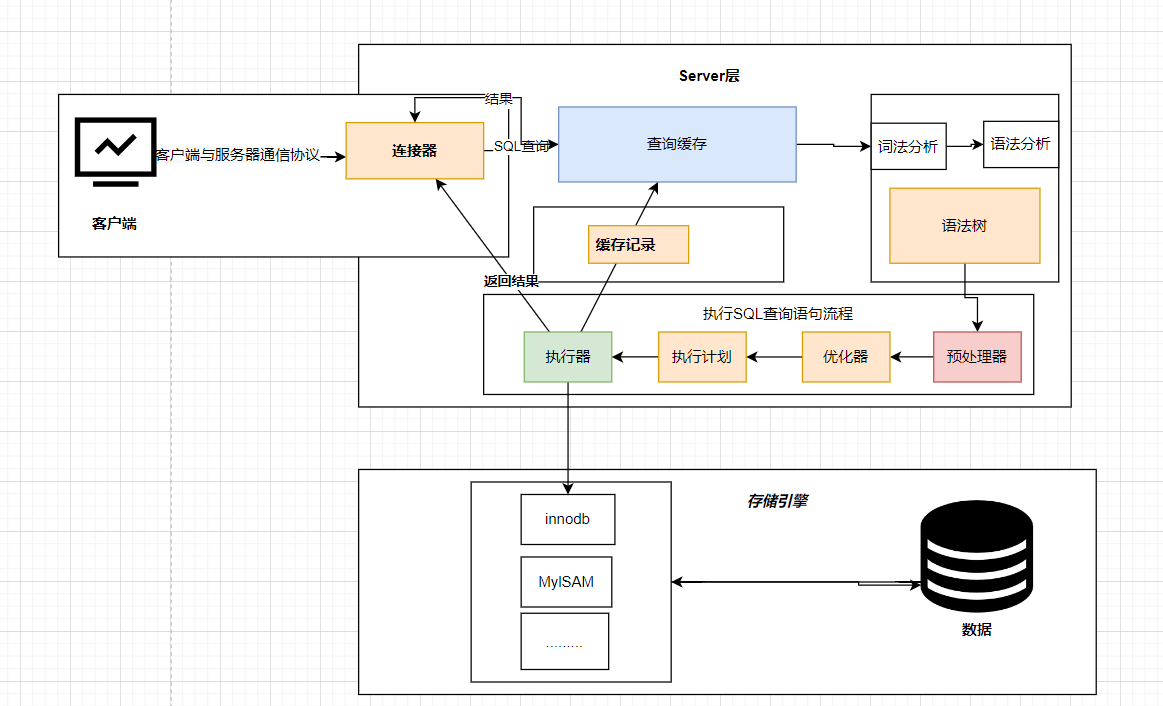 Server层
结果
客户端与服务器通信协议
连接器
SQL查询
查询缓存
词法分析
语法分析
客户端
缓存记录
语法树
返回结果
执行SQL查询语句流程
执行器
执行计划
优化器
预处理器
存储引擎
innodb
MyISAM
………
数据